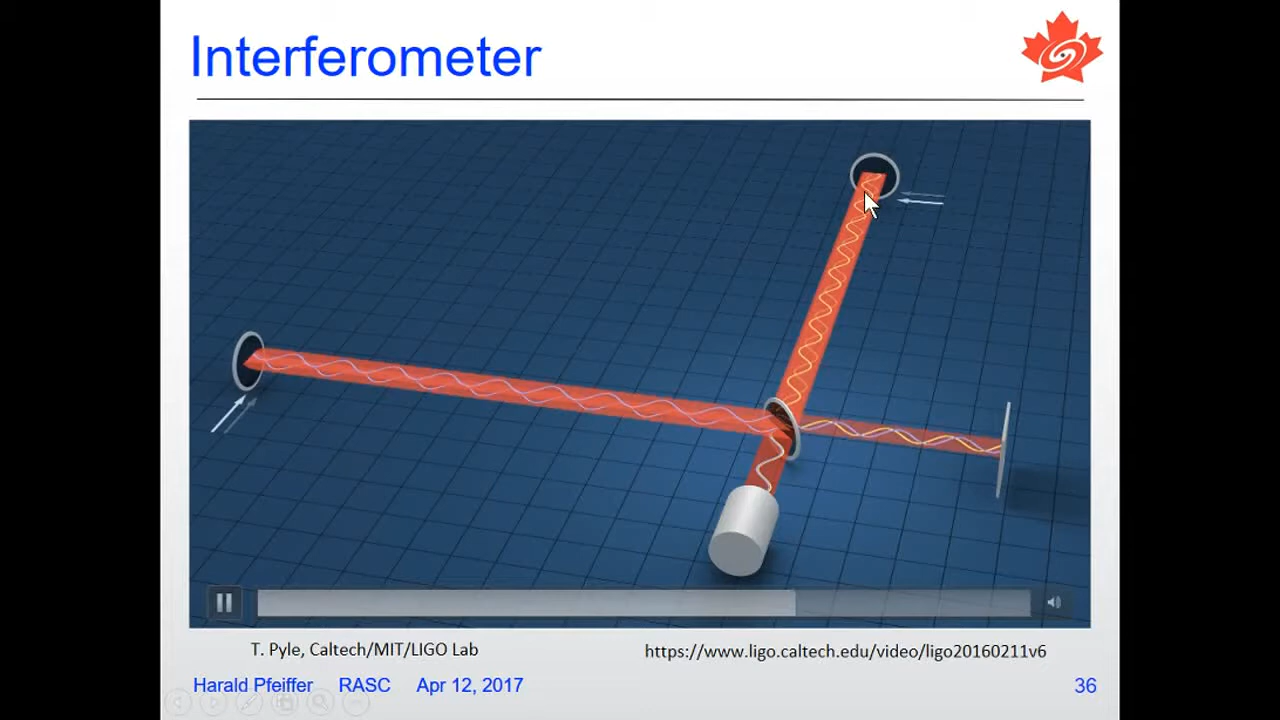 Interferometer
T. Pyle, Caltech/MIT/LIGO Lab
https://www.ligo.caltech.edu/video/ligo20160211v6
Harald Pfeiffer RASC Apr 12, 2017
36